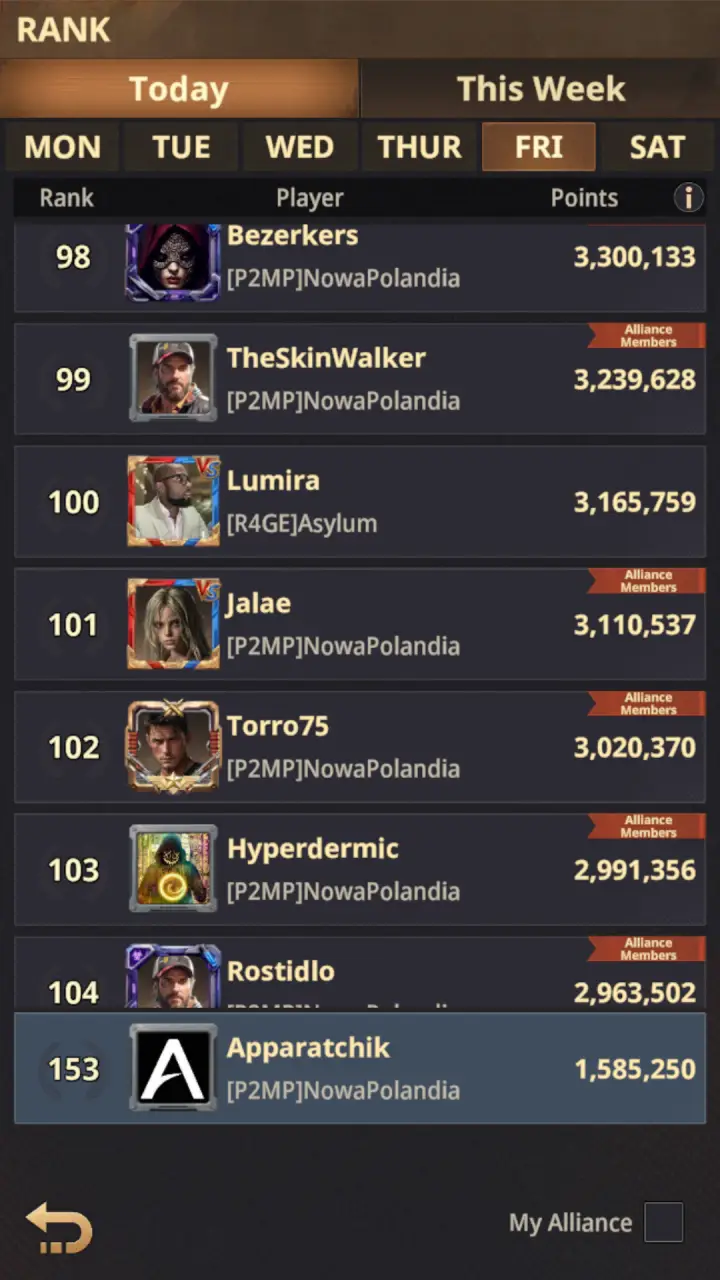 RANK
Today
This Week
MON
TUE
WED
THUR
FRI
SAT
Rank
Player
Points
98
Bezerkers
[P2MP]NowaPolandia
3,300,133
Alliance
Members
99
TheSkinWalker
[P2MP]NowaPolandia
3,239,628
100
VS
Lumira
[R4GE]Asylum
3,165,759
Alliance
Members
101
VS
Jalae
[P2MP]NowaPolandia
3,110,537
Alliance
Members
102
Torro75
[P2MP]NowaPolandia
3,020,370
Alliance
Members
103
Hyperdermic
[P2MP]NowaPolandia
2,991,356
Alliance
Members
104
Rostidlo
2,963,502
153
A
Apparatchik
[P2MP]NowaPolandia
1,585,250
My Alliance